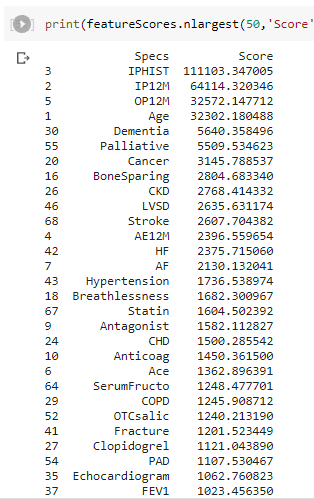 print(featureScores.nlargest(50,'Score'
Specs Score
3 IPHIST 111103.347005
2 IP12M 64114.320346
5 OP12M 32572.147712
1 Age 32302.180488
30 Dementia 5640.358496
55 Palliative 5509.534623
20 Cancer 3145.788537
16 BoneSparing 2804.683340
26 CKD 2768.414332
46 LVSD 2635.631174
68 Stroke 2607.704382
4 AE12M 2396.559654
42 HF 2375.715060
7 AF 2130.132041
43 Hypertension 1736.538974
18 Breathlessness 1682.300967
67 Statin 1604.502392
9 Antagonist 1582.112827
24 CHD 1500.285542
10 Anticoag 1450.361500
6 Ace 1362.896391
64 SerumFructo 1248.477701
29 COPD 1245.908712
52 OTCsalic 1240.213190
41 Fracture 1201.523449
27 Clopidogrel 1121.043890
54 PAD 1107.530467
35 Echocardiogram 1062.760823
37 FEV1 1023.456350